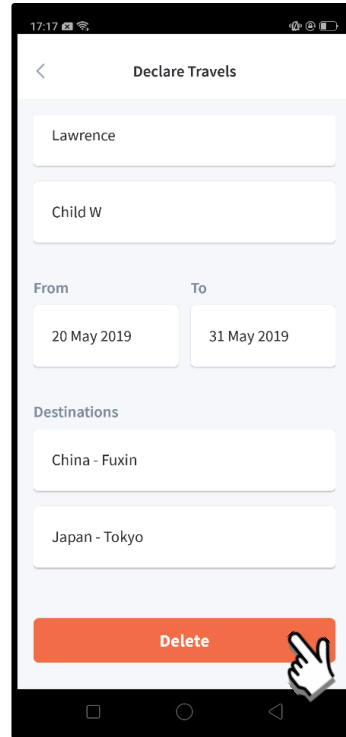 17:17
Declare Travels
Lawrence
Child W
From To
20 May 2019 31 May 2019
Destinations
China - Fuxin
Japan - Tokyo
Delete